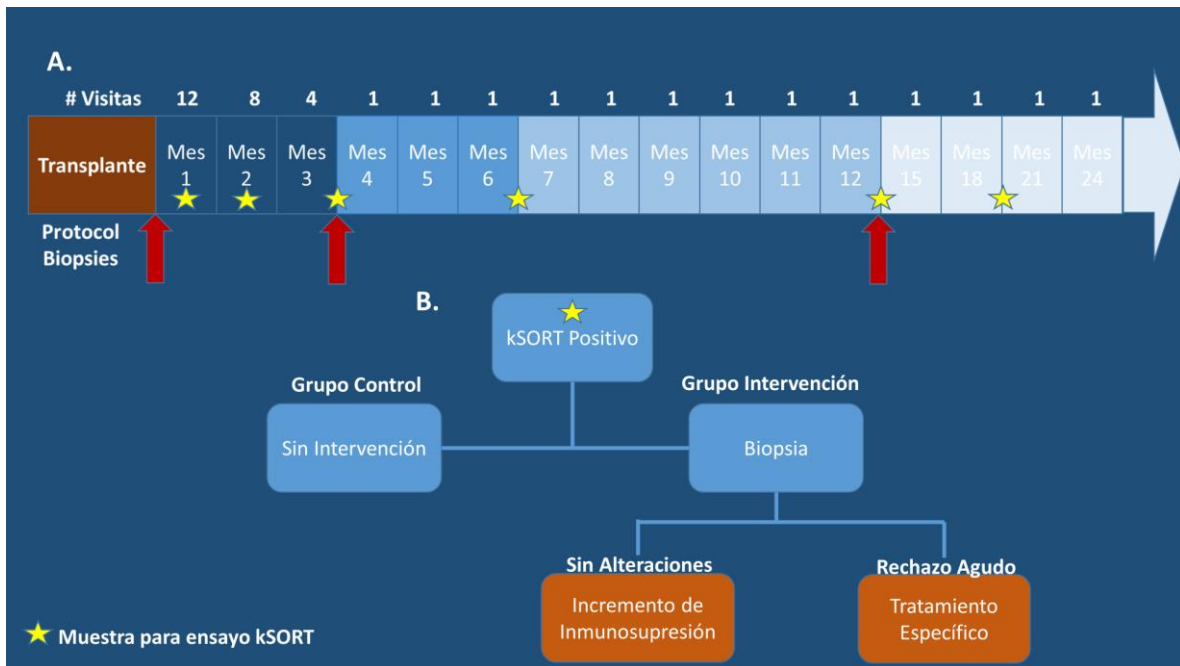 A.
# Visitas 12 8 4 1 1 1 1 1 1 1 1 1 1 1 1 1
Transplante Mes Mes Mes Mes Mes Mes Mes Mes Mes Mes Mes Mes Mes Mes Mes Mes
1 2 3 4 5 6 7 8 9 10 11 12 15 18 21 24
Protocol
Biopsies
B.
kSORT Positivo
Grupo Control
Grupo Intervención
Sin Intervención
Biopsia
Sin Alteraciones
Rechazo Agudo
Incremento de
Inmunosupresión
Tratamiento
Específico
Muestra para ensayo kSORT